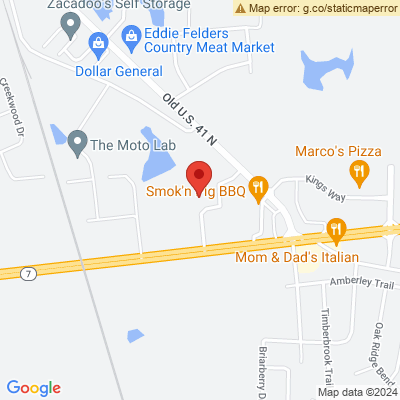 Zacadoo's Self Storage
Map error: g.co/staticmaperror
Eddie Felders
Country Meat Market
Dollar General
Old U.S. 41 N
creekwood Dr
The Moto Lab
Marco's Pizza
Smok'n Pig BBQ
Kings Way
Mom & Dad's Italian
7
Amberley Trail
Timberbrook Trail
Oak Ridge Bend
Briarberry D
Google
Map data ©2024